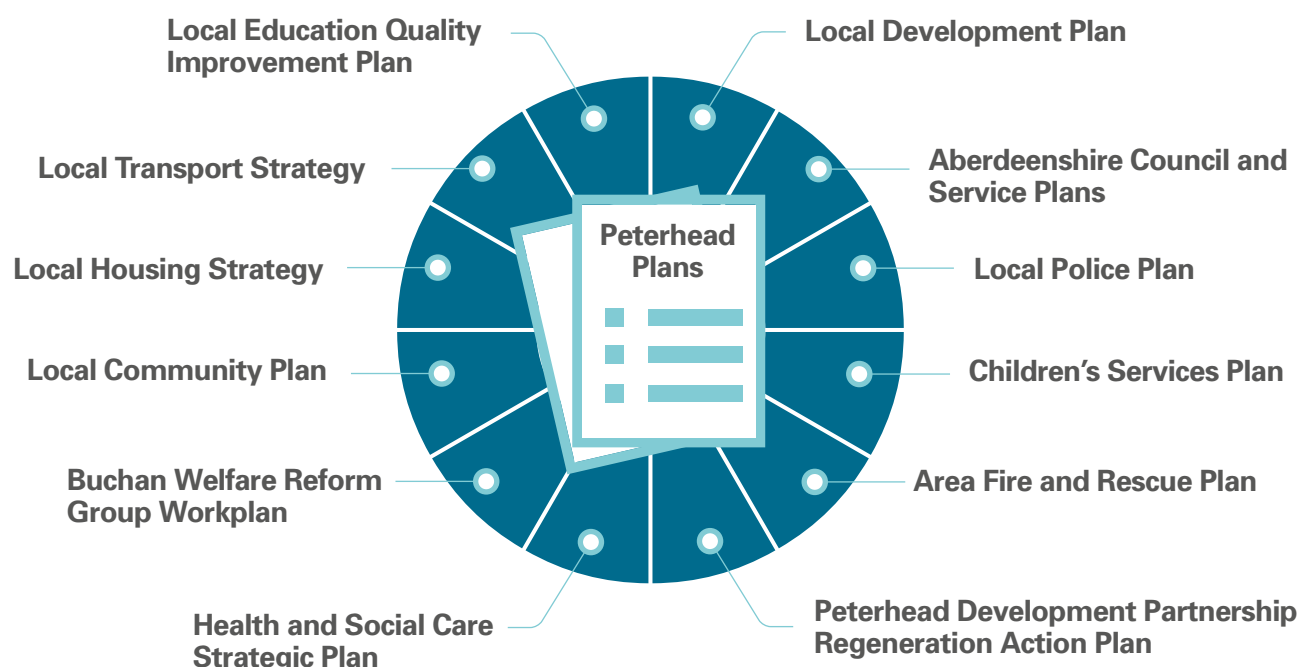 Local Education Quality
Improvement Plan
Local Development Plan
Local Transport Strategy
Aberdeenshire Council and
Service Plans
Peterhead
Plans
Local Housing Strategy
Local Police Plan
Local Community Plan
Children's Services Plan
Buchan Welfare Reform
Group Workplan
Area Fire and Rescue Plan
Health and Social Care
Strategic Plan
Peterhead Development Partnership
Regeneration Action Plan